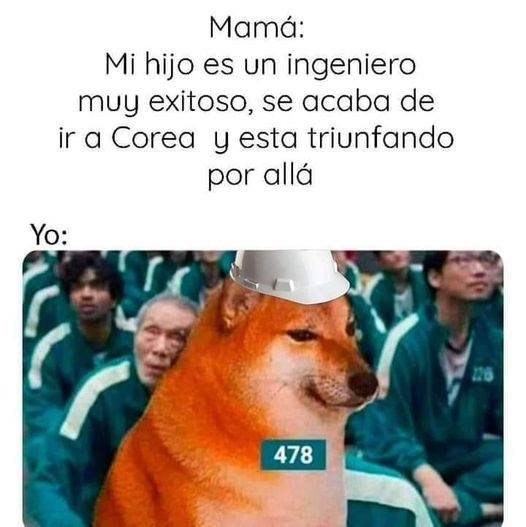 Mamá:
Mi hijo es un ingeniero
muy exitoso, se acaba de
ir a Corea y esta triunfando
por allá
Yo:
478